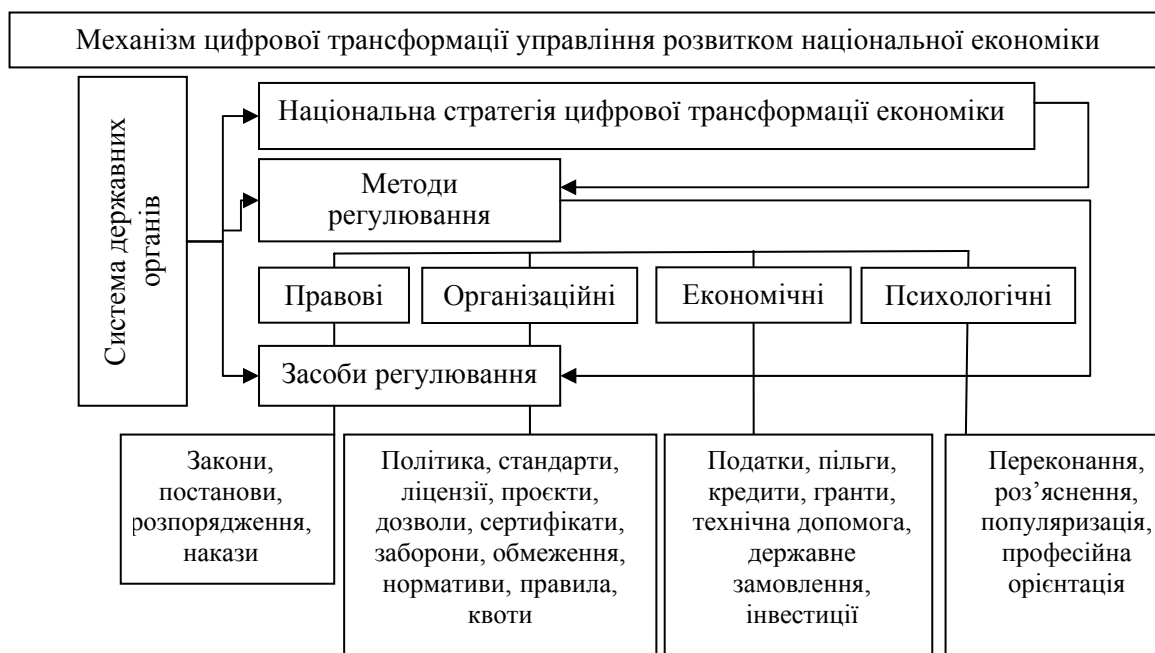 Механізм цифрової трансформації управління розвитком національної економіки
Система державних
органів
Національна стратегія цифрової трансформації економіки
Методи
регулювання
Правові
Організаційні
Економічні
Психологічні
Засоби регулювання
Закони,
постанови,
розпорядження,
накази
Політика, стандарти,
ліцензії, проєкти,
дозволи, сертифікати,
заборони, обмеження,
нормативи, правила,
квоти
Податки, пільги,
кредити, гранти,
технічна допомога,
державне
замовлення,
інвестиції
Переконання,
роз’яснення,
популяризація,
професійна
орієнтація